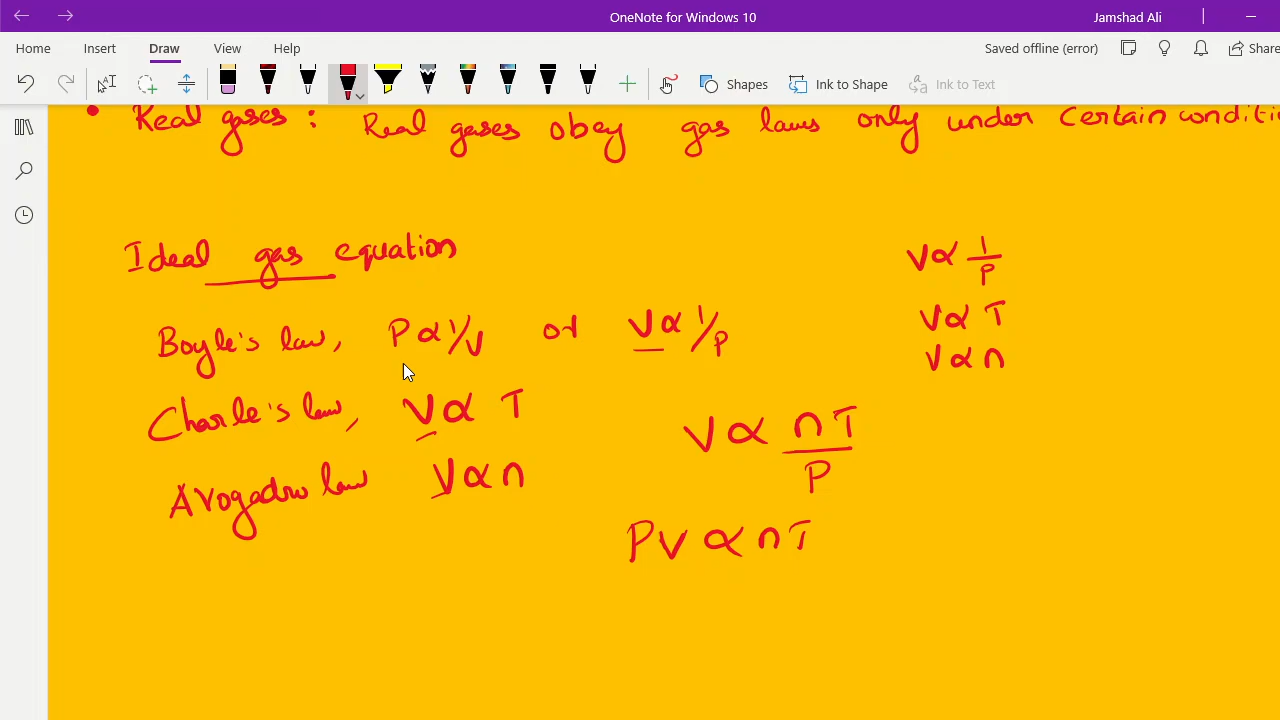 OneNote for Windows 10
Jamshad Ali
Home Insert Draw View Help
Saved offline (error)
Share
Shapes
Ink to Shape
Ink to Text
• Real gases : Real gases obey gas laws only under certain conditi
Ideal gas equation
Boyle's law, P∝1/V or V∝1/P
Charle's law, V∝T
Avogadro law V∝n
V∝1/P
V∝T
V∝n
V∝nT/P
PV∝nT